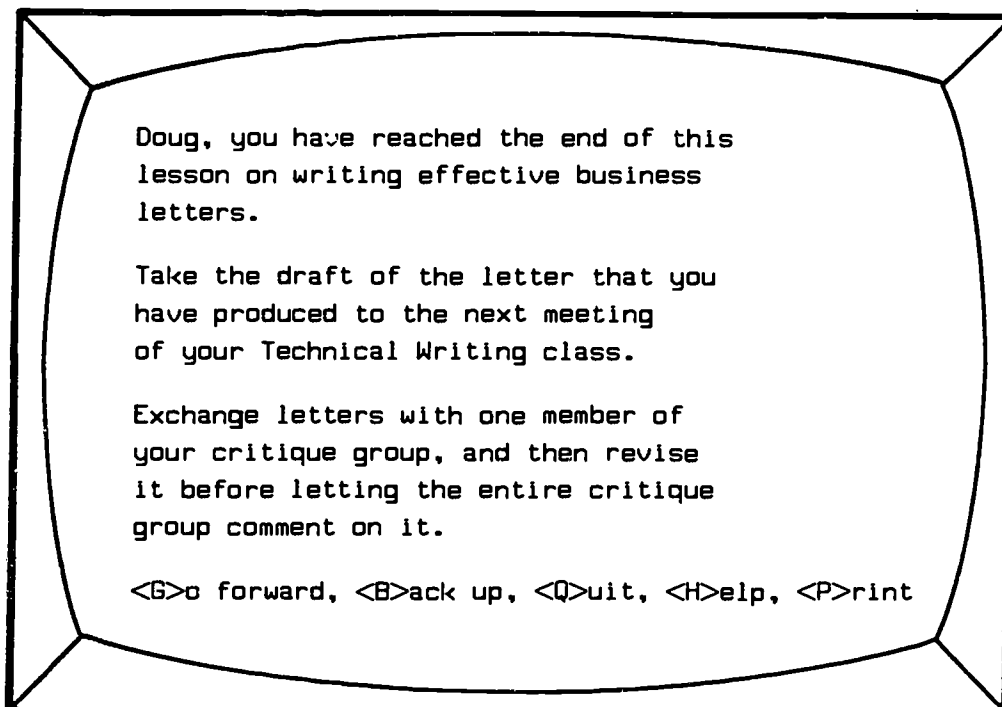 Doug, you have reached the end of this
lesson on writing effective business
letters.
Take the draft of the letter that you
have produced to the next meeting
of your Technical Writing class.
Exchange letters with one member of
your critique group, and then revise
it before letting the entire critique
group comment on it.
<G>o forward, <B>ack up, <Q>uit, <H>elp, <P>rint